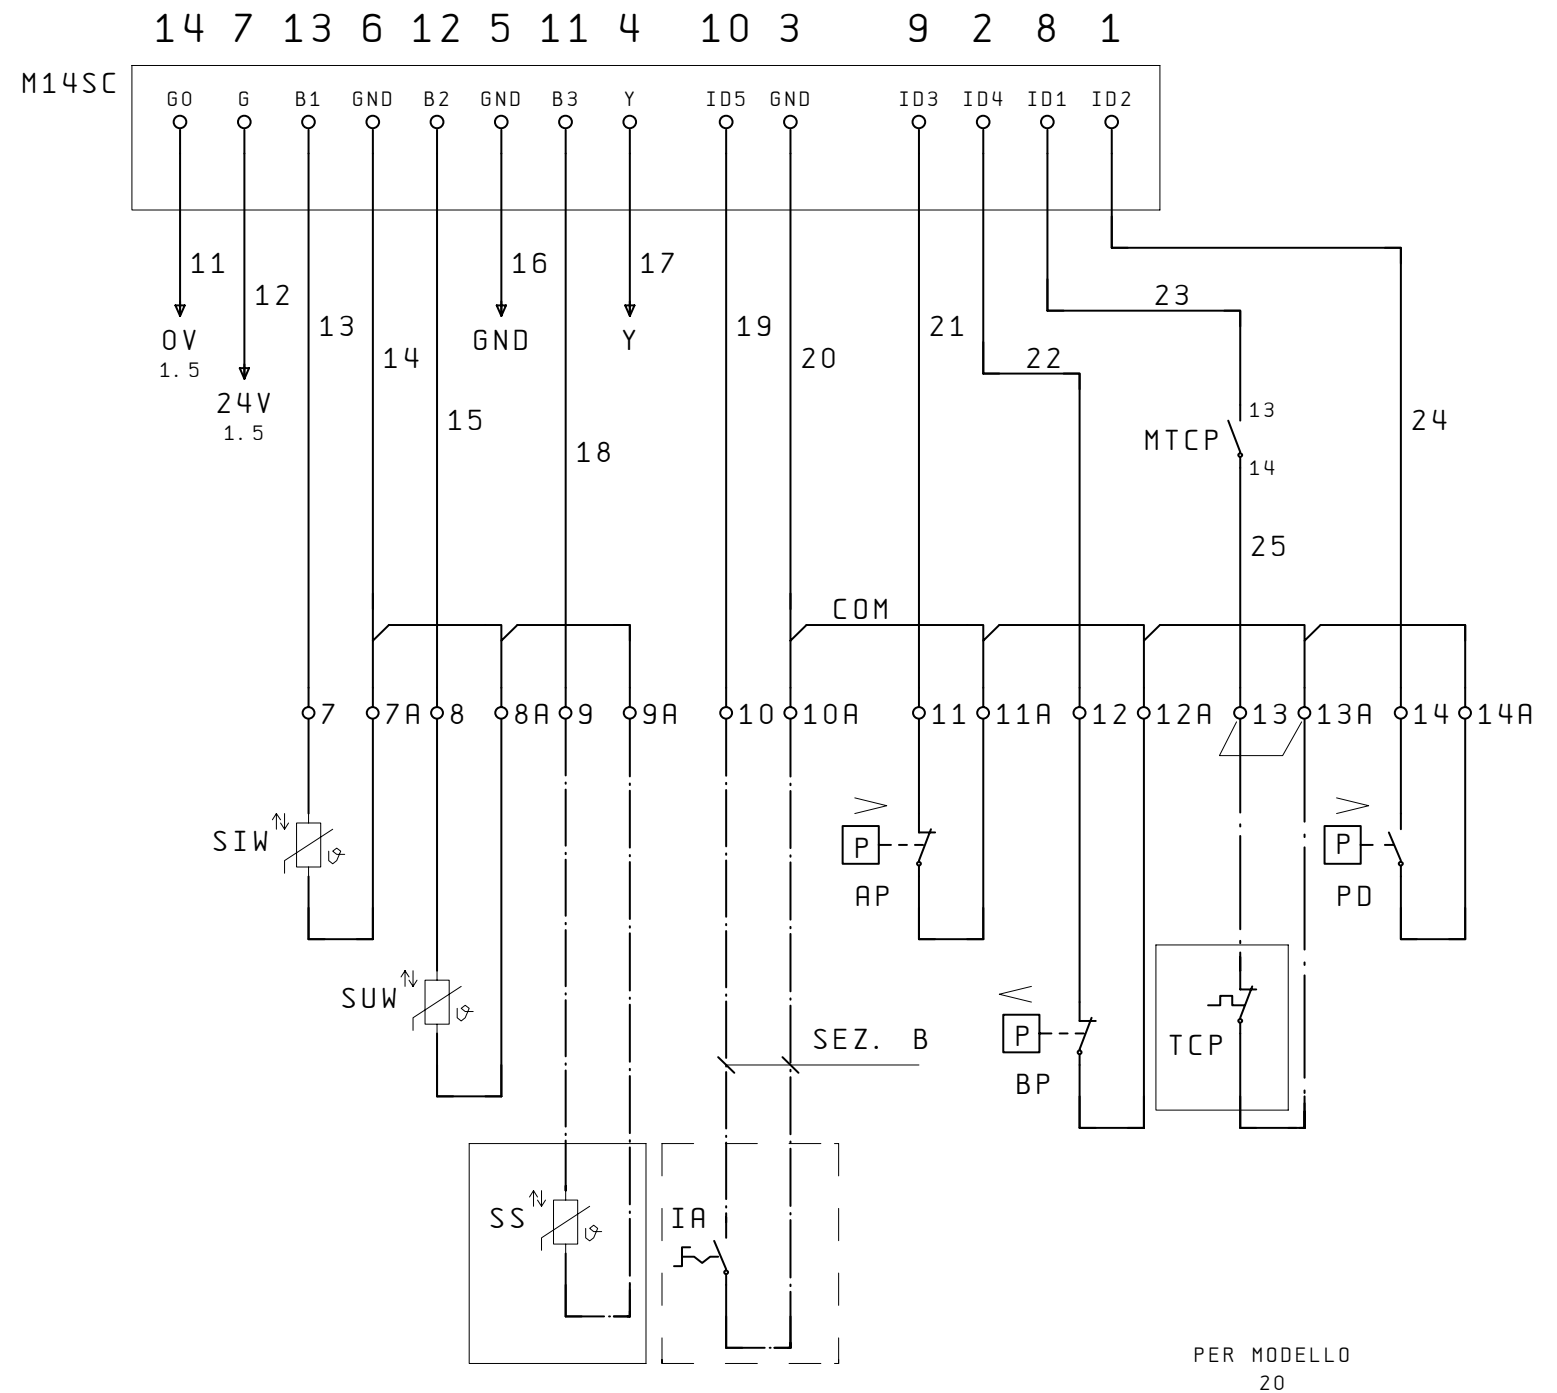 14 7 13 6 12 5 11 4 10 3 9 2 8 1
M14SC
G0 G B1 GND B2 GND B3 Y ID5 GND ID3 ID4 ID1 ID2
11 16 17
12 23
13 19 21
0V GND Y
14 20 22
1.5
24V 13
15 24
1.5 MTCP
18 14
25
COM
7 7A 8 8A 9 9A 10 10A 11 11A 12 12A 13 13A 14 14A
> >
SIW ϑ P P
AP PD
SUW ϑ <
SEZ. B P TCP
BP
SS ϑ IA
PER MODELLO
20